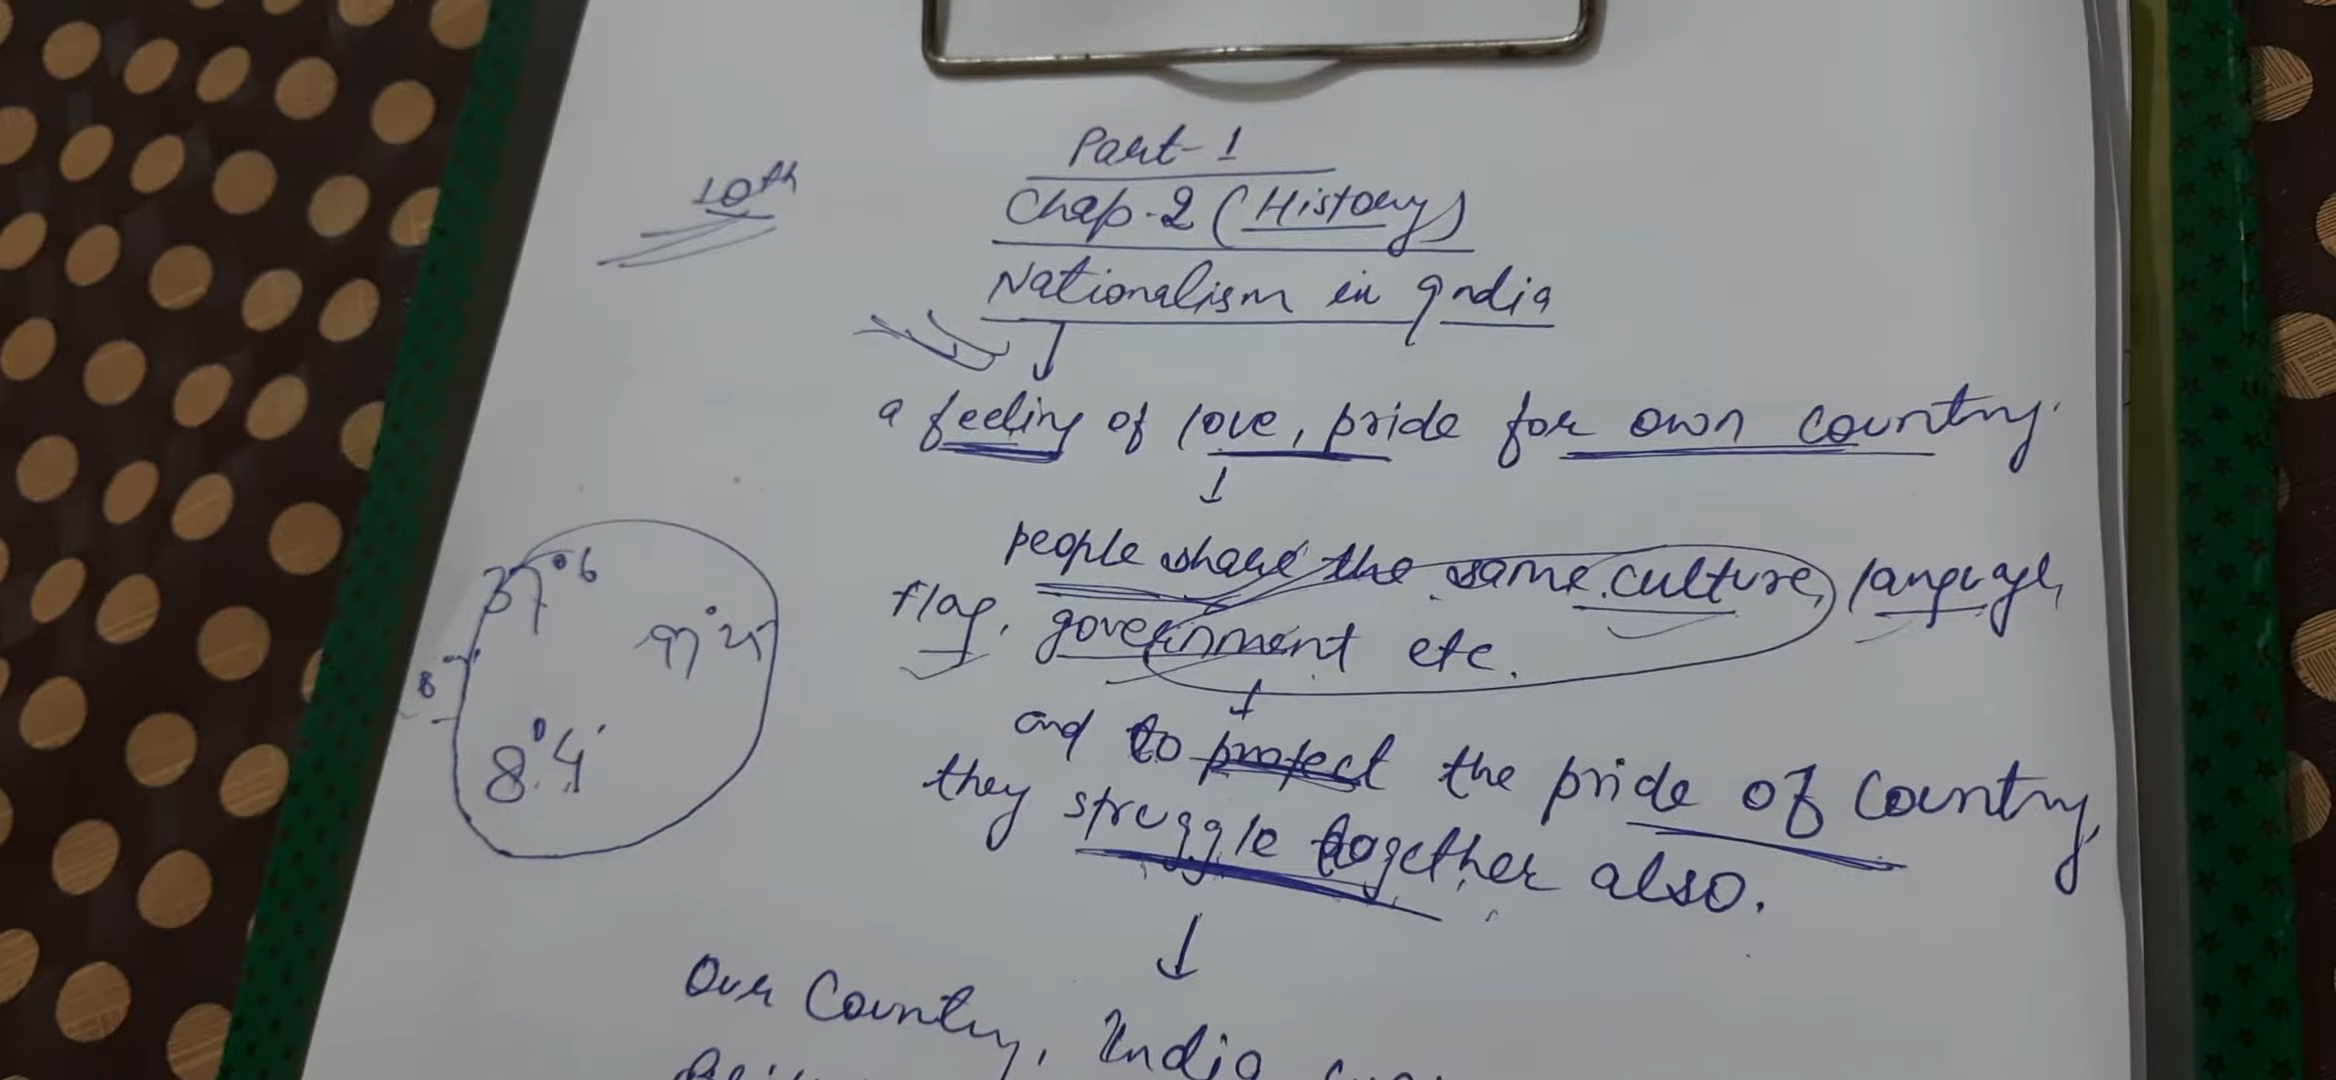 Part-1
10th
Chap-2 (History)
Nationalism in India
a feeling of love, pride for own country.
people share the same culture, language,
flag, government etc.
and to protect the pride of Country,
they struggle together also.
Our Country, India
37°6
97°25
8
8°4'